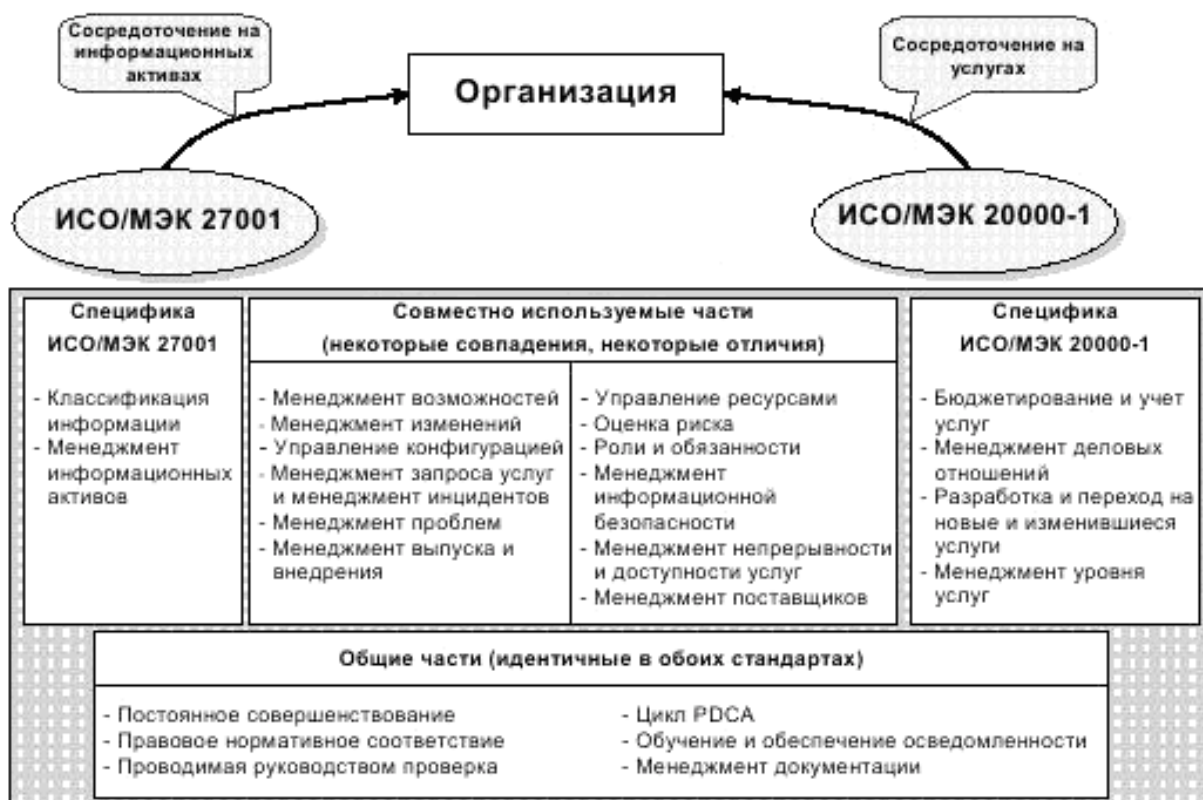 Сосредоточение на
информационных
активах
Сосредоточение на
услугах
Организация
ИСО/МЭК 27001
ИСО/МЭК 20000-1
Специфика
ИСО/МЭК 27001
- Классификация
информации
- Менеджмент
информационных
активов
Совместно используемые части
(некоторые совпадения, некоторые отличия)
- Менеджмент возможностей
- Менеджмент изменений
- Управление конфигурацией
- Менеджмент запроса услуг
и менеджмент инцидентов
- Менеджмент проблем
- Менеджмент выпуска и
внедрения
- Управление ресурсами
- Оценка риска
- Роли и обязанности
- Менеджмент
информационной
безопасности
- Менеджмент непрерывности
и доступности услуг
- Менеджмент поставщиков
Специфика
ИСО/МЭК 20000-1
- Бюджетирование и учет
услуг
- Менеджмент деловых
отношений
- Разработка и переход на
новые и изменившиеся
услуги
- Менеджмент уровня
услуг
Общие части (идентичные в обоих стандартах)
- Постоянное совершенствование
- Правовое нормативное соответствие
- Проводимая руководством проверка
- Цикл PDCA
- Обучение и обеспечение осведомленности
- Менеджмент документации